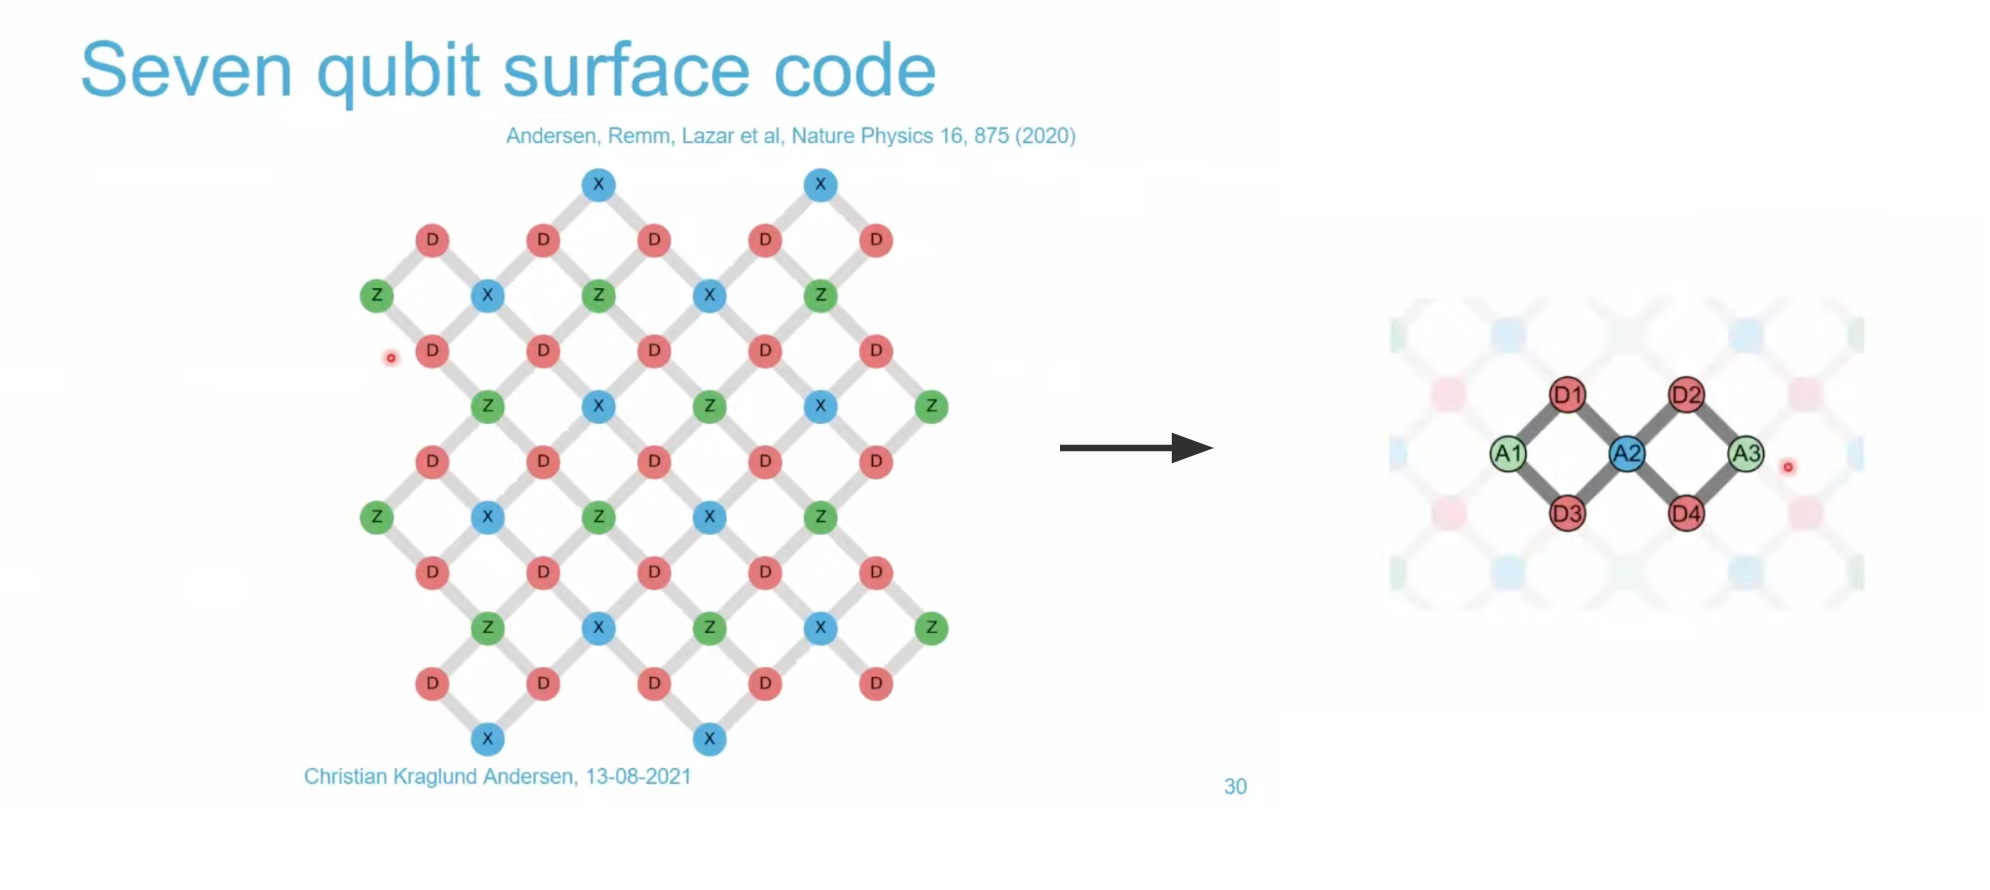 Seven qubit surface code
Andersen, Remm, Lazar et al, Nature Physics 16, 875 (2020)
X X
D D D D D
Z X Z X Z
D D D D D
Z X Z X Z
D D D D D
Z X Z X Z
D D D D D
Z X Z X Z
D D D D D
X X
D1 D2
A1 A2 A3
D3 D4
Christian Kraglund Andersen, 13-08-2021
30